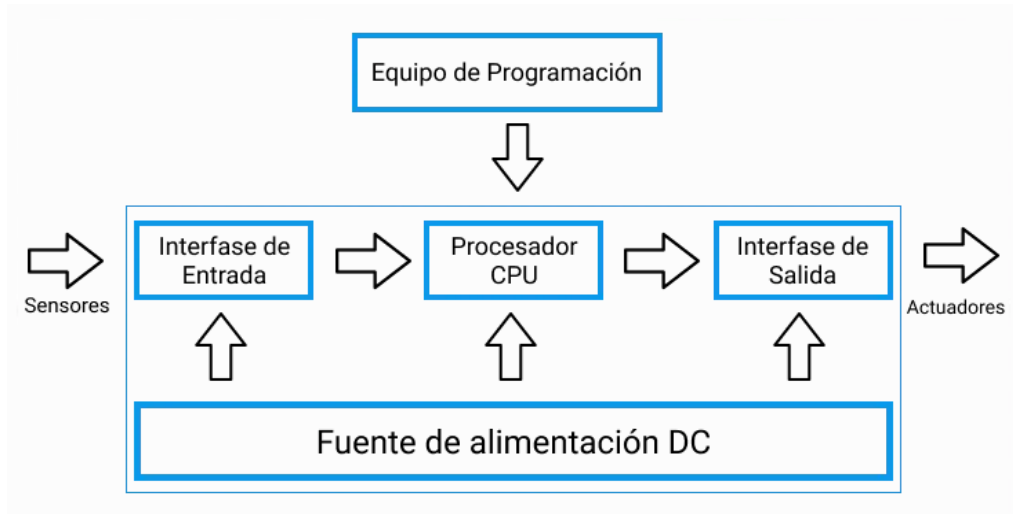 Equipo de Programación
Interfase de
Entrada
Procesador
CPU
Interfase de
Salida
Sensores
Actuadores
Fuente de alimentación DC